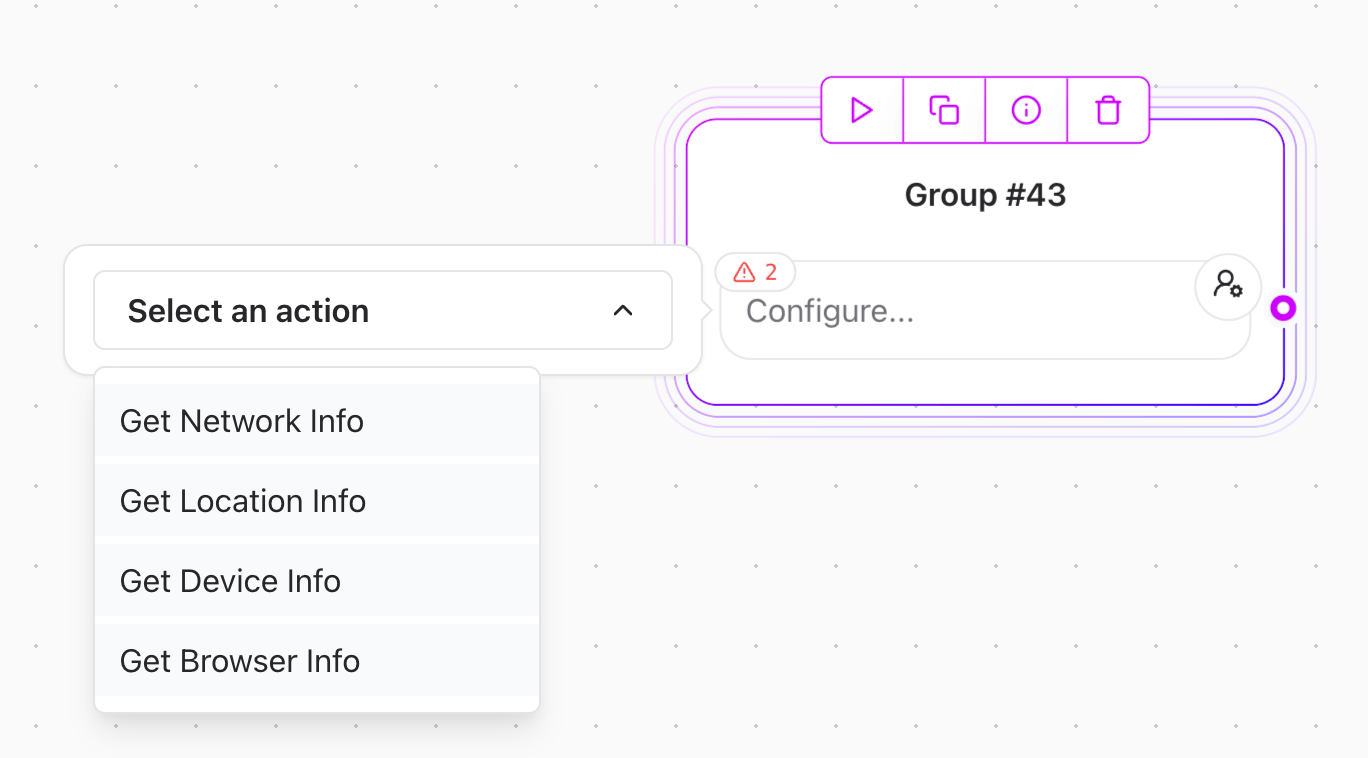 Group #43
2
Select an action
Configure...
Get Network Info
Get Location Info
Get Device Info
Get Browser Info